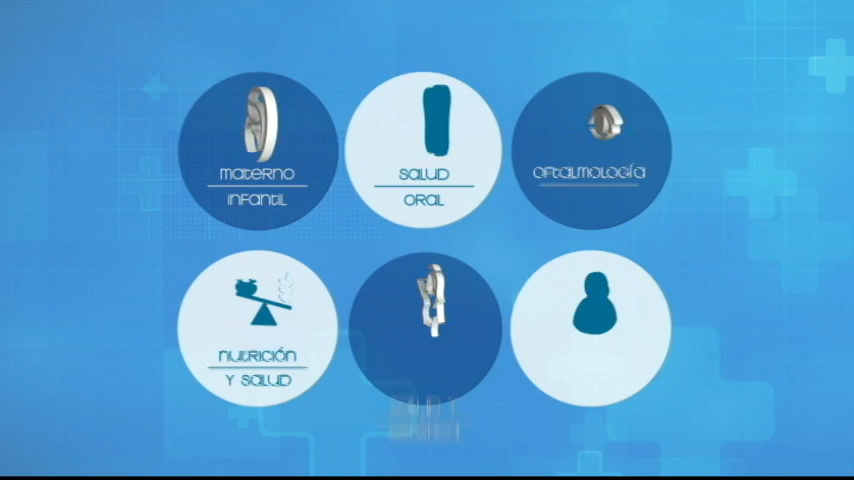 MATERNO
INFANTIL
SALUD
ORAL
OFTALMOLOGÍA
NUTRICIÓN
Y SALUD